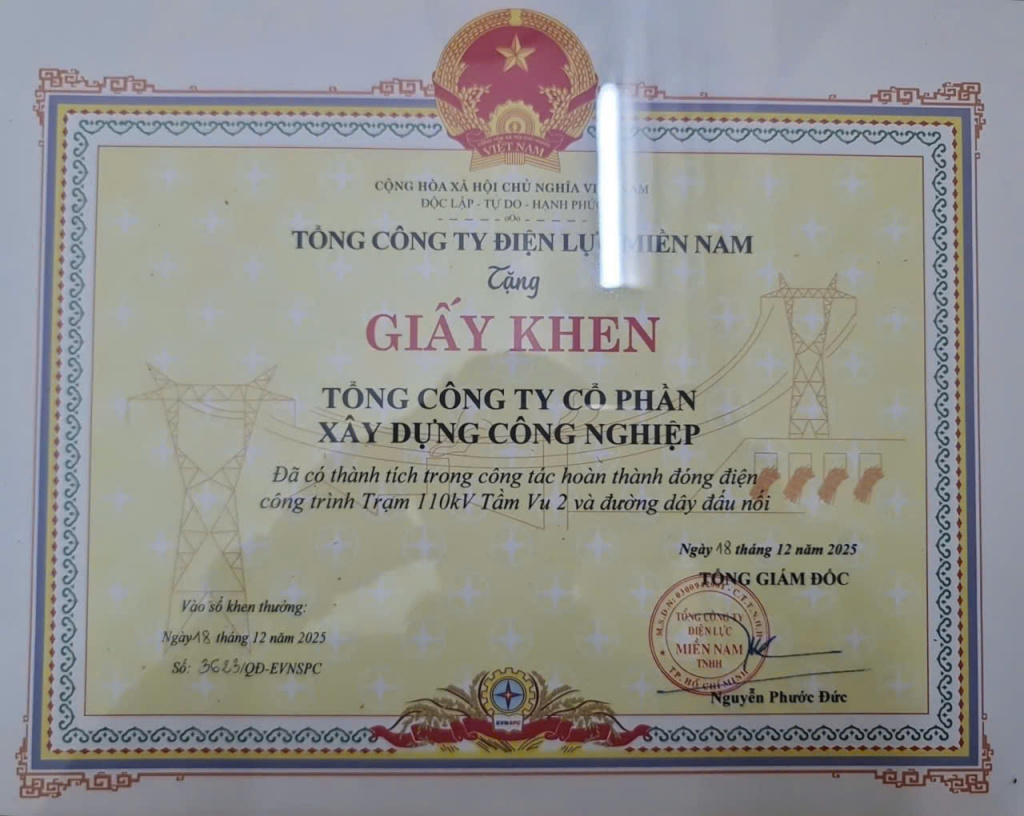 VIỆT NAM
CỘNG HÒA XÃ HỘI CHỦ NGHĨA VIỆT NAM
ĐỘC LẬP - TỰ DO - HẠNH PHÚC
TỔNG CÔNG TY ĐIỆN LỰC MIỀN NAM
Tặng
GIẤY KHEN
TỔNG CÔNG TY CỔ PHẦN
XÂY DỰNG CÔNG NGHIỆP
Đã có thành tích trong công tác hoàn thành đóng điện
công trình Trạm 110kV Tầm Vu 2 và đường dây đấu nối
Ngày 18 tháng 12 năm 2025
TỔNG GIÁM ĐỐC
TỔNG CÔNG TY
ĐIỆN LỰC
MIỀN NAM
TNHH
TP. HỒ CHÍ MINH
Nguyễn Phước Đức
Vào sổ khen thưởng:
Ngày 18 tháng 12 năm 2025
Số: 3623/QĐ-EVNSPC
EVNSPC